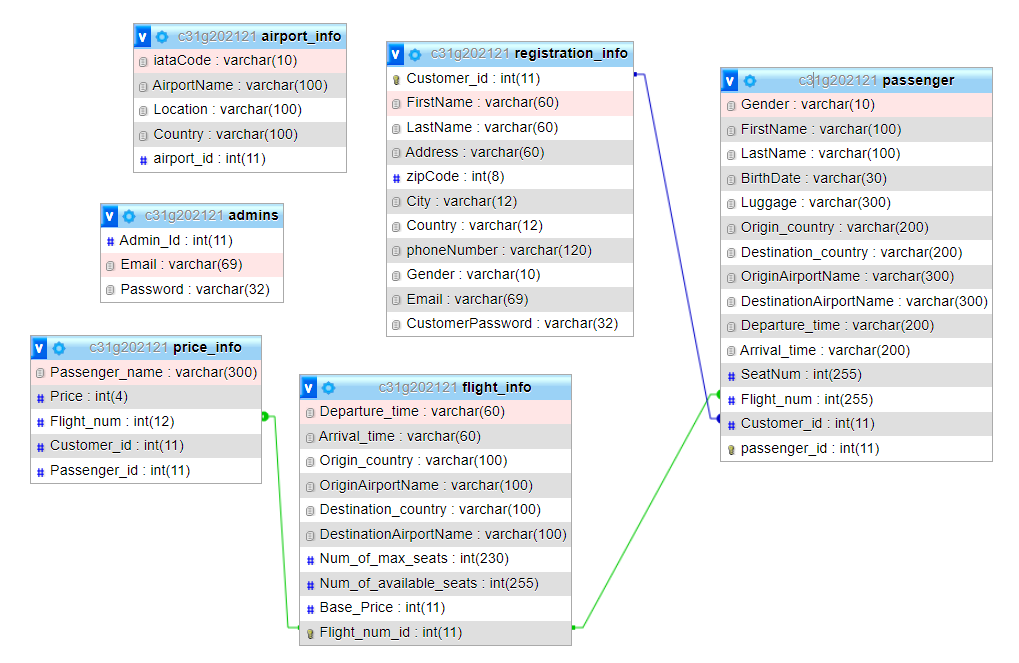 v c31g202121 airport_info
iataCode : varchar(10)
AirportName : varchar(100)
Location : varchar(100)
Country : varchar(100)
# airport_id : int(11)
v c31g202121 admins
# Admin_Id : int(11)
Email : varchar(69)
Password : varchar(32)
v c31g202121 price_info
Passenger_name : varchar(300)
# Price : int(4)
# Flight_num : int(12)
# Customer_id : int(11)
# Passenger_id : int(11)
v c31g202121 registration_info
Customer_id : int(11)
FirstName : varchar(60)
LastName : varchar(60)
Address : varchar(60)
# zipCode : int(8)
City : varchar(12)
Country : varchar(12)
phoneNumber : varchar(120)
Gender : varchar(10)
Email : varchar(69)
CustomerPassword : varchar(32)
v c31g202121 flight_info
Departure_time : varchar(60)
Arrival_time : varchar(60)
Origin_country : varchar(100)
OriginAirportName : varchar(100)
Destination_country : varchar(100)
DestinationAirportName : varchar(100)
# Num_of_max_seats : int(230)
# Num_of_available_seats : int(255)
# Base_Price : int(11)
Flight_num_id : int(11)
v c31g202121 passenger
Gender : varchar(10)
FirstName : varchar(100)
LastName : varchar(100)
BirthDate : varchar(30)
Luggage : varchar(300)
Origin_country : varchar(200)
Destination_country : varchar(200)
OriginAirportName : varchar(300)
DestinationAirportName : varchar(300)
Departure_time : varchar(200)
Arrival_time : varchar(200)
# SeatNum : int(255)
# Flight_num : int(255)
# Customer_id : int(11)
passenger_id : int(11)